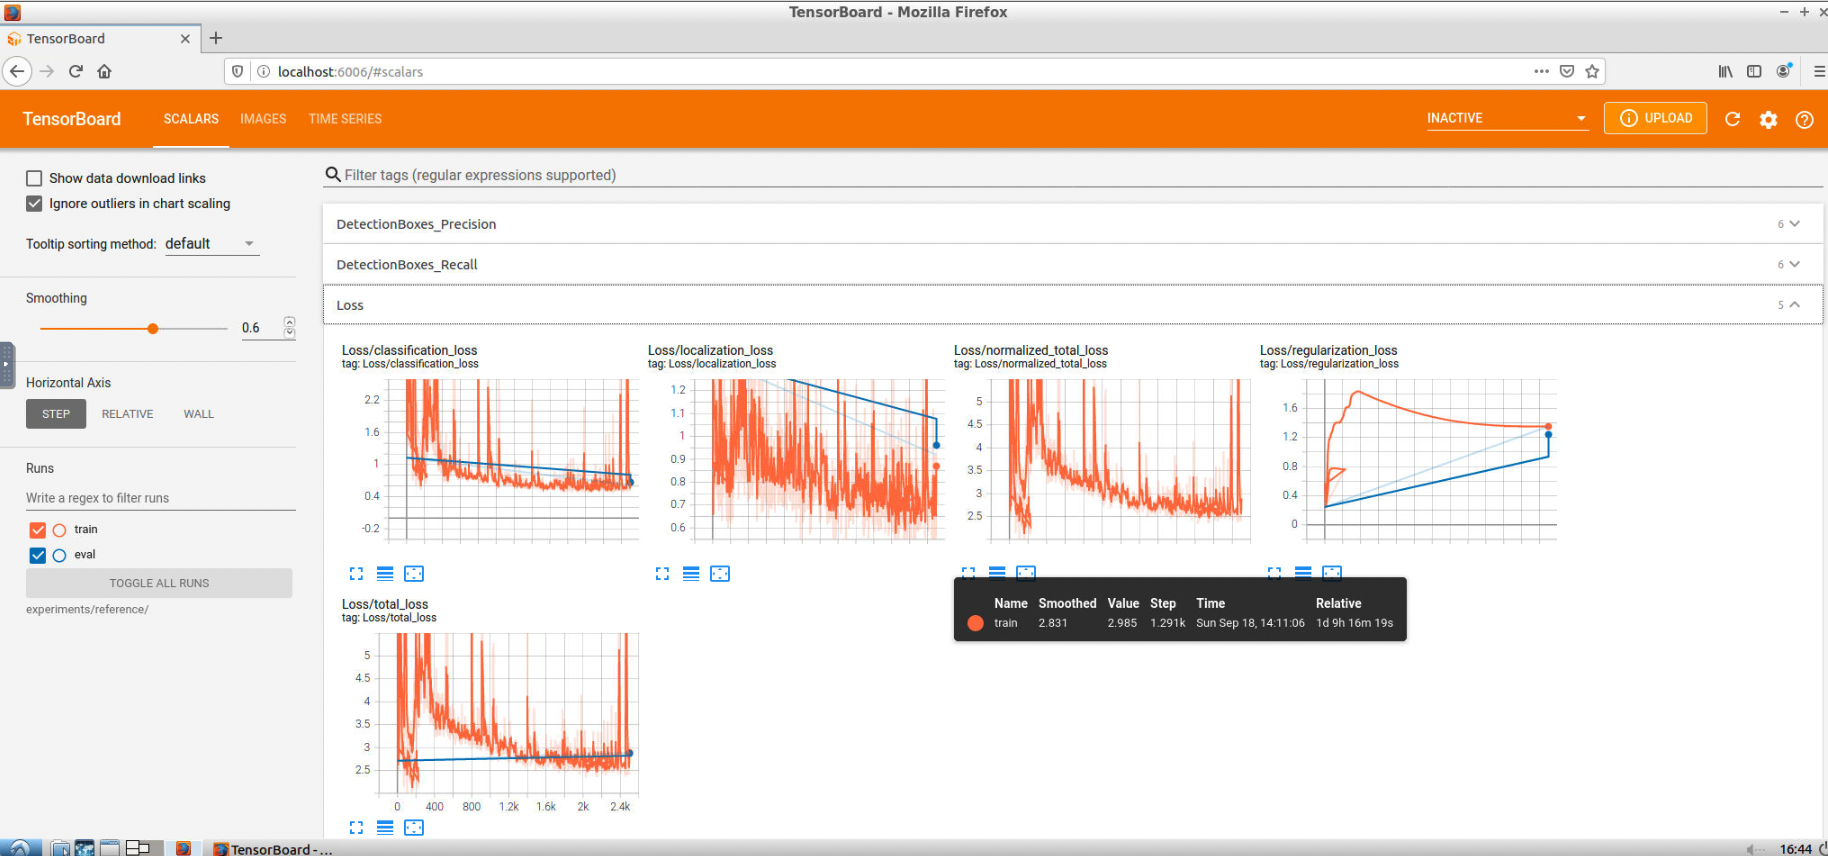 TensorBoard - Mozilla Firefox
TensorBoard
localhost:6006/#scalars
TensorBoard SCALARS IMAGES TIME SERIES INACTIVE UPLOAD
Show data download links
Ignore outliers in chart scaling
Tooltip sorting method: default
Smoothing
0.6
Horizontal Axis
STEP RELATIVE WALL
Runs
Write a regex to filter runs
train
eval
TOGGLE ALL RUNS
experiments/reference/
Filter tags (regular expressions supported)
DetectionBoxes_Precision 6
DetectionBoxes_Recall 6
Loss 5
Loss/classification_loss
tag: Loss/classification_loss
2.2
1.6
1
0.4
-0.2
Loss/localization_loss
tag: Loss/localization_loss
1.2
1.1
1
0.9
0.8
0.7
0.6
Loss/normalized_total_loss
tag: Loss/normalized_total_loss
5
4.5
4
3.5
3
2.5
Loss/regularization_loss
tag: Loss/regularization_loss
1.6
1.2
0.8
0.4
0
Name Smoothed Value Step Time Relative
train 2.831 2.985 1.291k Sun Sep 18, 14:11:06 1d 9h 16m 19s
Loss/total_loss
tag: Loss/total_loss
5
4.5
4
3.5
3
2.5
0 400 800 1.2k 1.6k 2k 2.4k
TensorBoard - ...
16:44